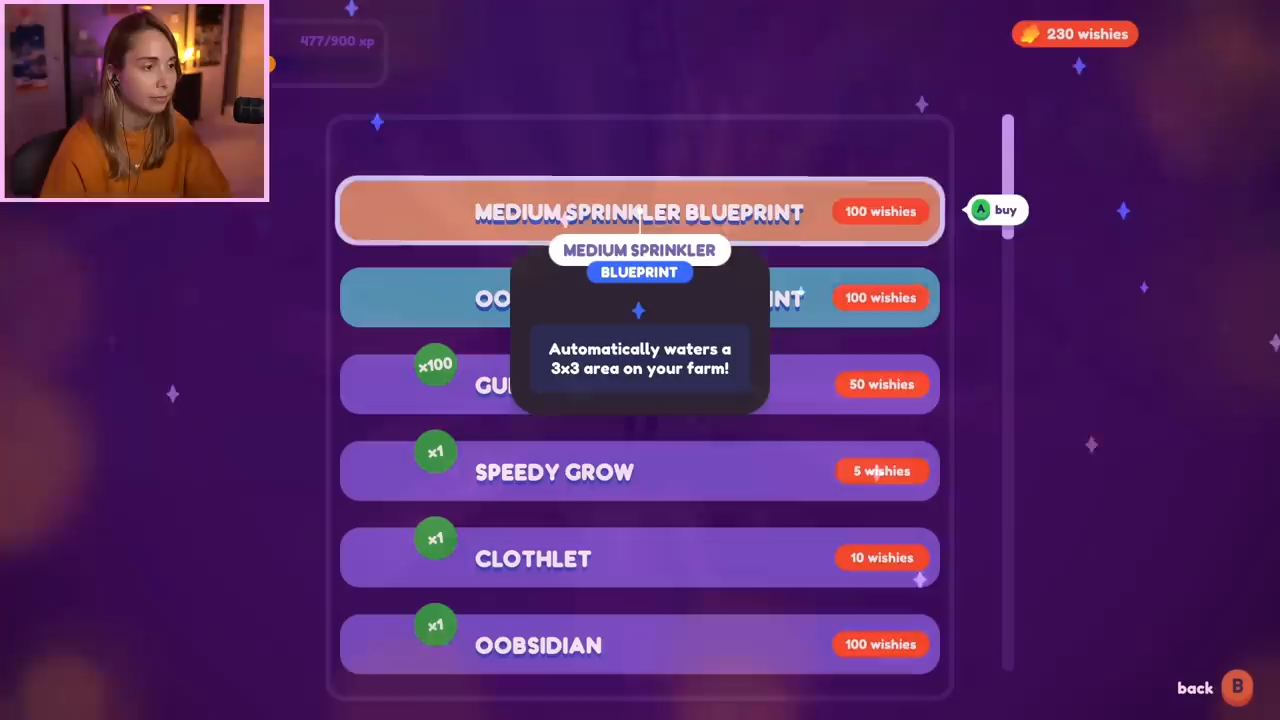 477/900 xp
230 wishies
MEDIUM SPRINKLER BLUEPRINT
100 wishies
A buy
MEDIUM SPRINKLER
BLUEPRINT
Automatically waters a
3x3 area on your farm!
100 wishies
x100
50 wishies
x1
SPEEDY GROW
5 wishies
x1
CLOTHLET
10 wishies
x1
OOBSIDIAN
100 wishies
back B